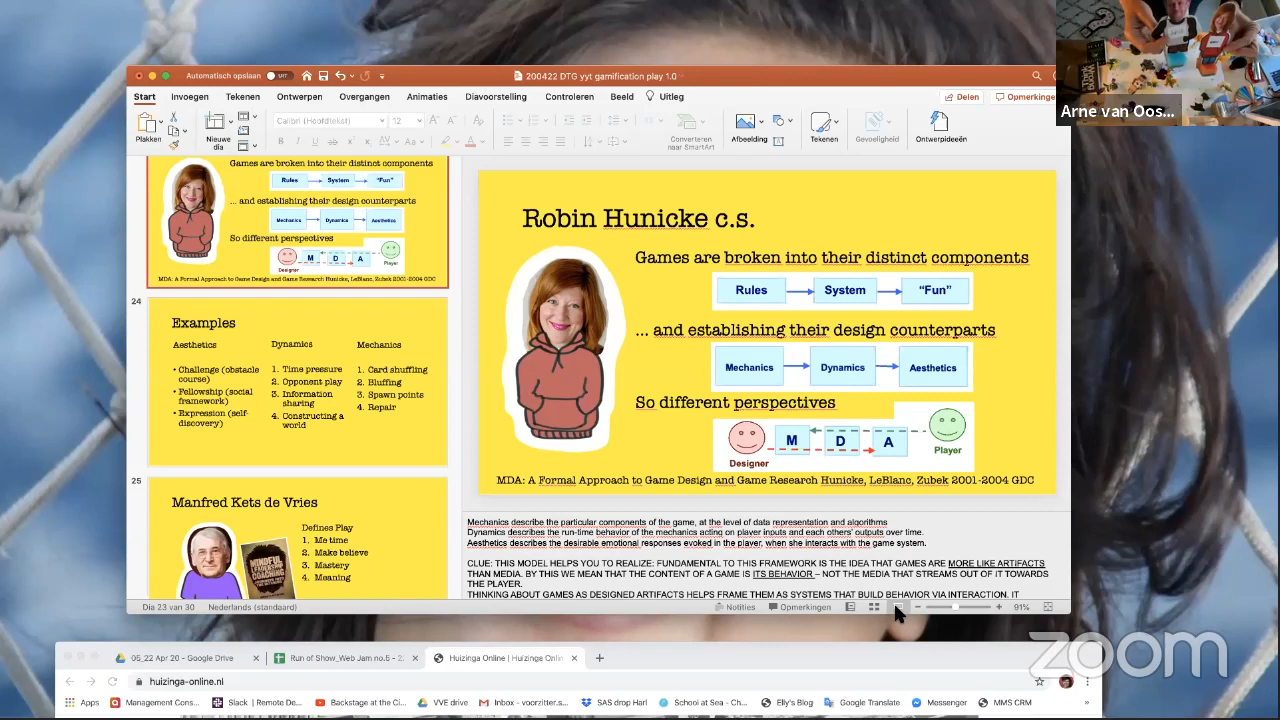 Automatisch opslaan UIT
200422 DTG yyt gamification play 1.0
Start Invoegen Tekenen Ontwerpen Overgangen Animaties Diavoorstelling Controleren Beeld Uitleg
Delen Opmerkingen
Plakken
Nieuwe dia
Calibri (Hoofdtekst) 12
Converteren naar SmartArt
Afbeelding
Tekenen
Gevoeligheid
Ontwerpideeën
Arne van Oos...
Games are broken into their distinct components
Rules System “Fun”
... and establishing their design counterparts
Mechanics Dynamics Aesthetics
So different perspectives
M D A
Designer
Player
MDA: A Formal Approach to Game Design and Game Research Hunicke, LeBlanc, Zubek 2001-2004 GDC
24
Examples
Aesthetics
• Challenge (obstacle course)
• Fellowship (social framework)
• Expression (self-discovery)
Dynamics
1. Time pressure
2. Opponent play
3. Information sharing
4. Constructing a world
Mechanics
1. Card shuffling
2. Bluffing
3. Spawn points
4. Repair
25
Manfred Kets de Vries
MINDFUL LEADERSHIP COACHING
Defines Play
1. Me time
2. Make believe
3. Mastery
4. Meaning
Robin Hunicke c.s.
Games are broken into their distinct components
Rules System “Fun”
... and establishing their design counterparts
Mechanics Dynamics Aesthetics
So different perspectives
M D A
Designer
Player
MDA: A Formal Approach to Game Design and Game Research Hunicke, LeBlanc, Zubek 2001-2004 GDC
Mechanics describe the particular components of the game, at the level of data representation and algorithms
Dynamics describes the run-time behavior of the mechanics acting on player inputs and each others' outputs over time.
Aesthetics describes the desirable emotional responses evoked in the player, when she interacts with the game system.
CLUE: THIS MODEL HELPS YOU TO REALIZE: FUNDAMENTAL TO THIS FRAMEWORK IS THE IDEA THAT GAMES ARE MORE LIKE ARTIFACTS
THAN MEDIA. BY THIS WE MEAN THAT THE CONTENT OF A GAME IS ITS BEHAVIOR – NOT THE MEDIA THAT STREAMS OUT OF IT TOWARDS
THE PLAYER.
THINKING ABOUT GAMES AS DESIGNED ARTIFACTS HELPS FRAME THEM AS SYSTEMS THAT BUILD BEHAVIOR VIA INTERACTION. IT
Dia 23 van 30 Nederlands (standaard) Notities Opmerkingen 91%
zoom
05_22 Apr 20 - Google Drive Run of Show_Web Jam no.5 - 2 Huizinga Online | Huizinga Onlin
huizinga-online.nl
Apps Management Cons... Slack | Remote De... Backstage at the Ci... VVE drive Inbox - voorzitter.s... SAS drop Harl School at Sea - Ch... Elly's Blog Google Translate Messenger MMS CRM »